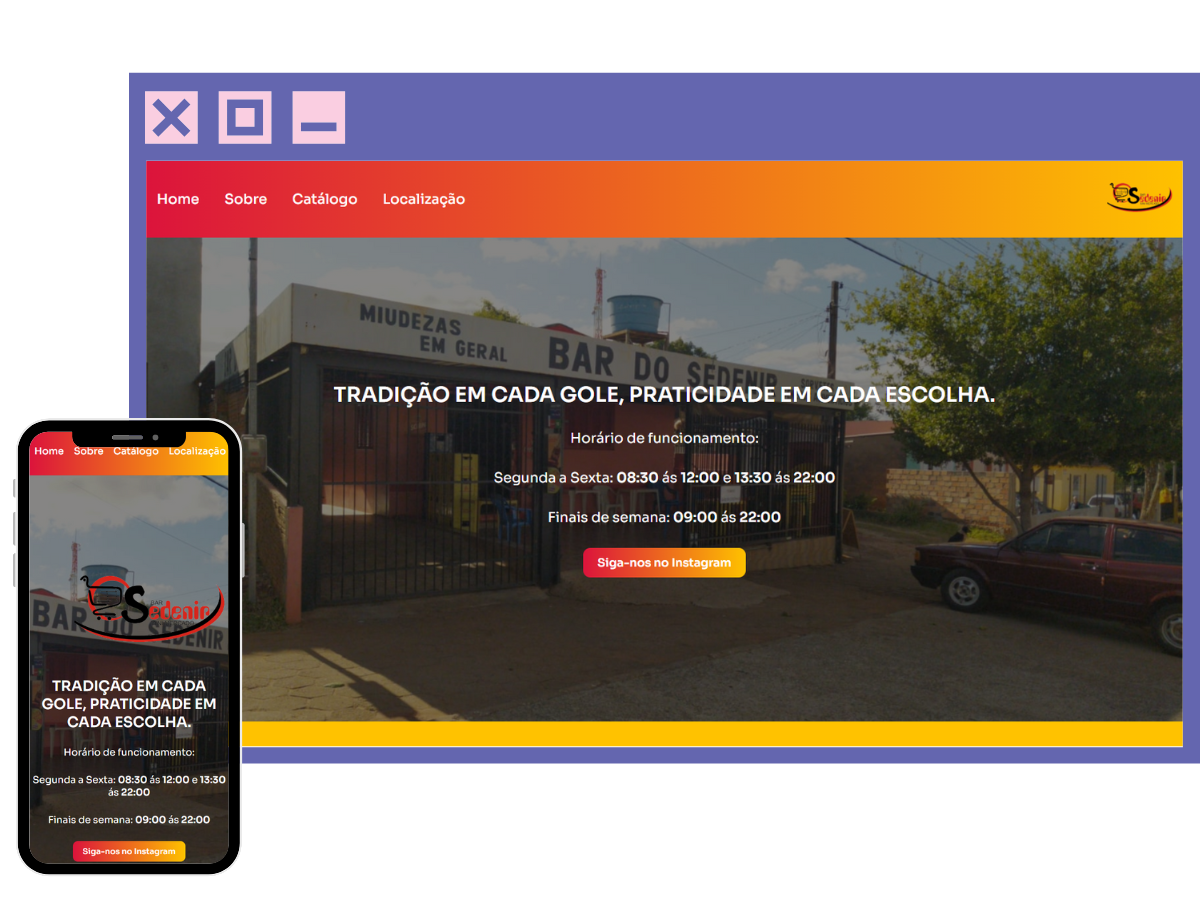 Home Sobre Catálogo Localização
Sedenir
MIUDEZAS
EM GERAL
BAR DO SEDENIR
TRADIÇÃO EM CADA GOLE, PRATICIDADE EM CADA ESCOLHA.
Horário de funcionamento:
Segunda a Sexta: 08:30 ás 12:00 e 13:30 ás 22:00
Finais de semana: 09:00 ás 22:00
Siga-nos no Instagram
Home Sobre Catálogo Localização
BAR DO SEDENIR
BAR
Sedenir
TRADIÇÃO EM CADA
GOLE, PRATICIDADE EM
CADA ESCOLHA.
Horário de funcionamento:
Segunda a Sexta: 08:30 ás 12:00 e 13:30
ás 22:00
Finais de semana: 09:00 ás 22:00
Siga-nos no Instagram